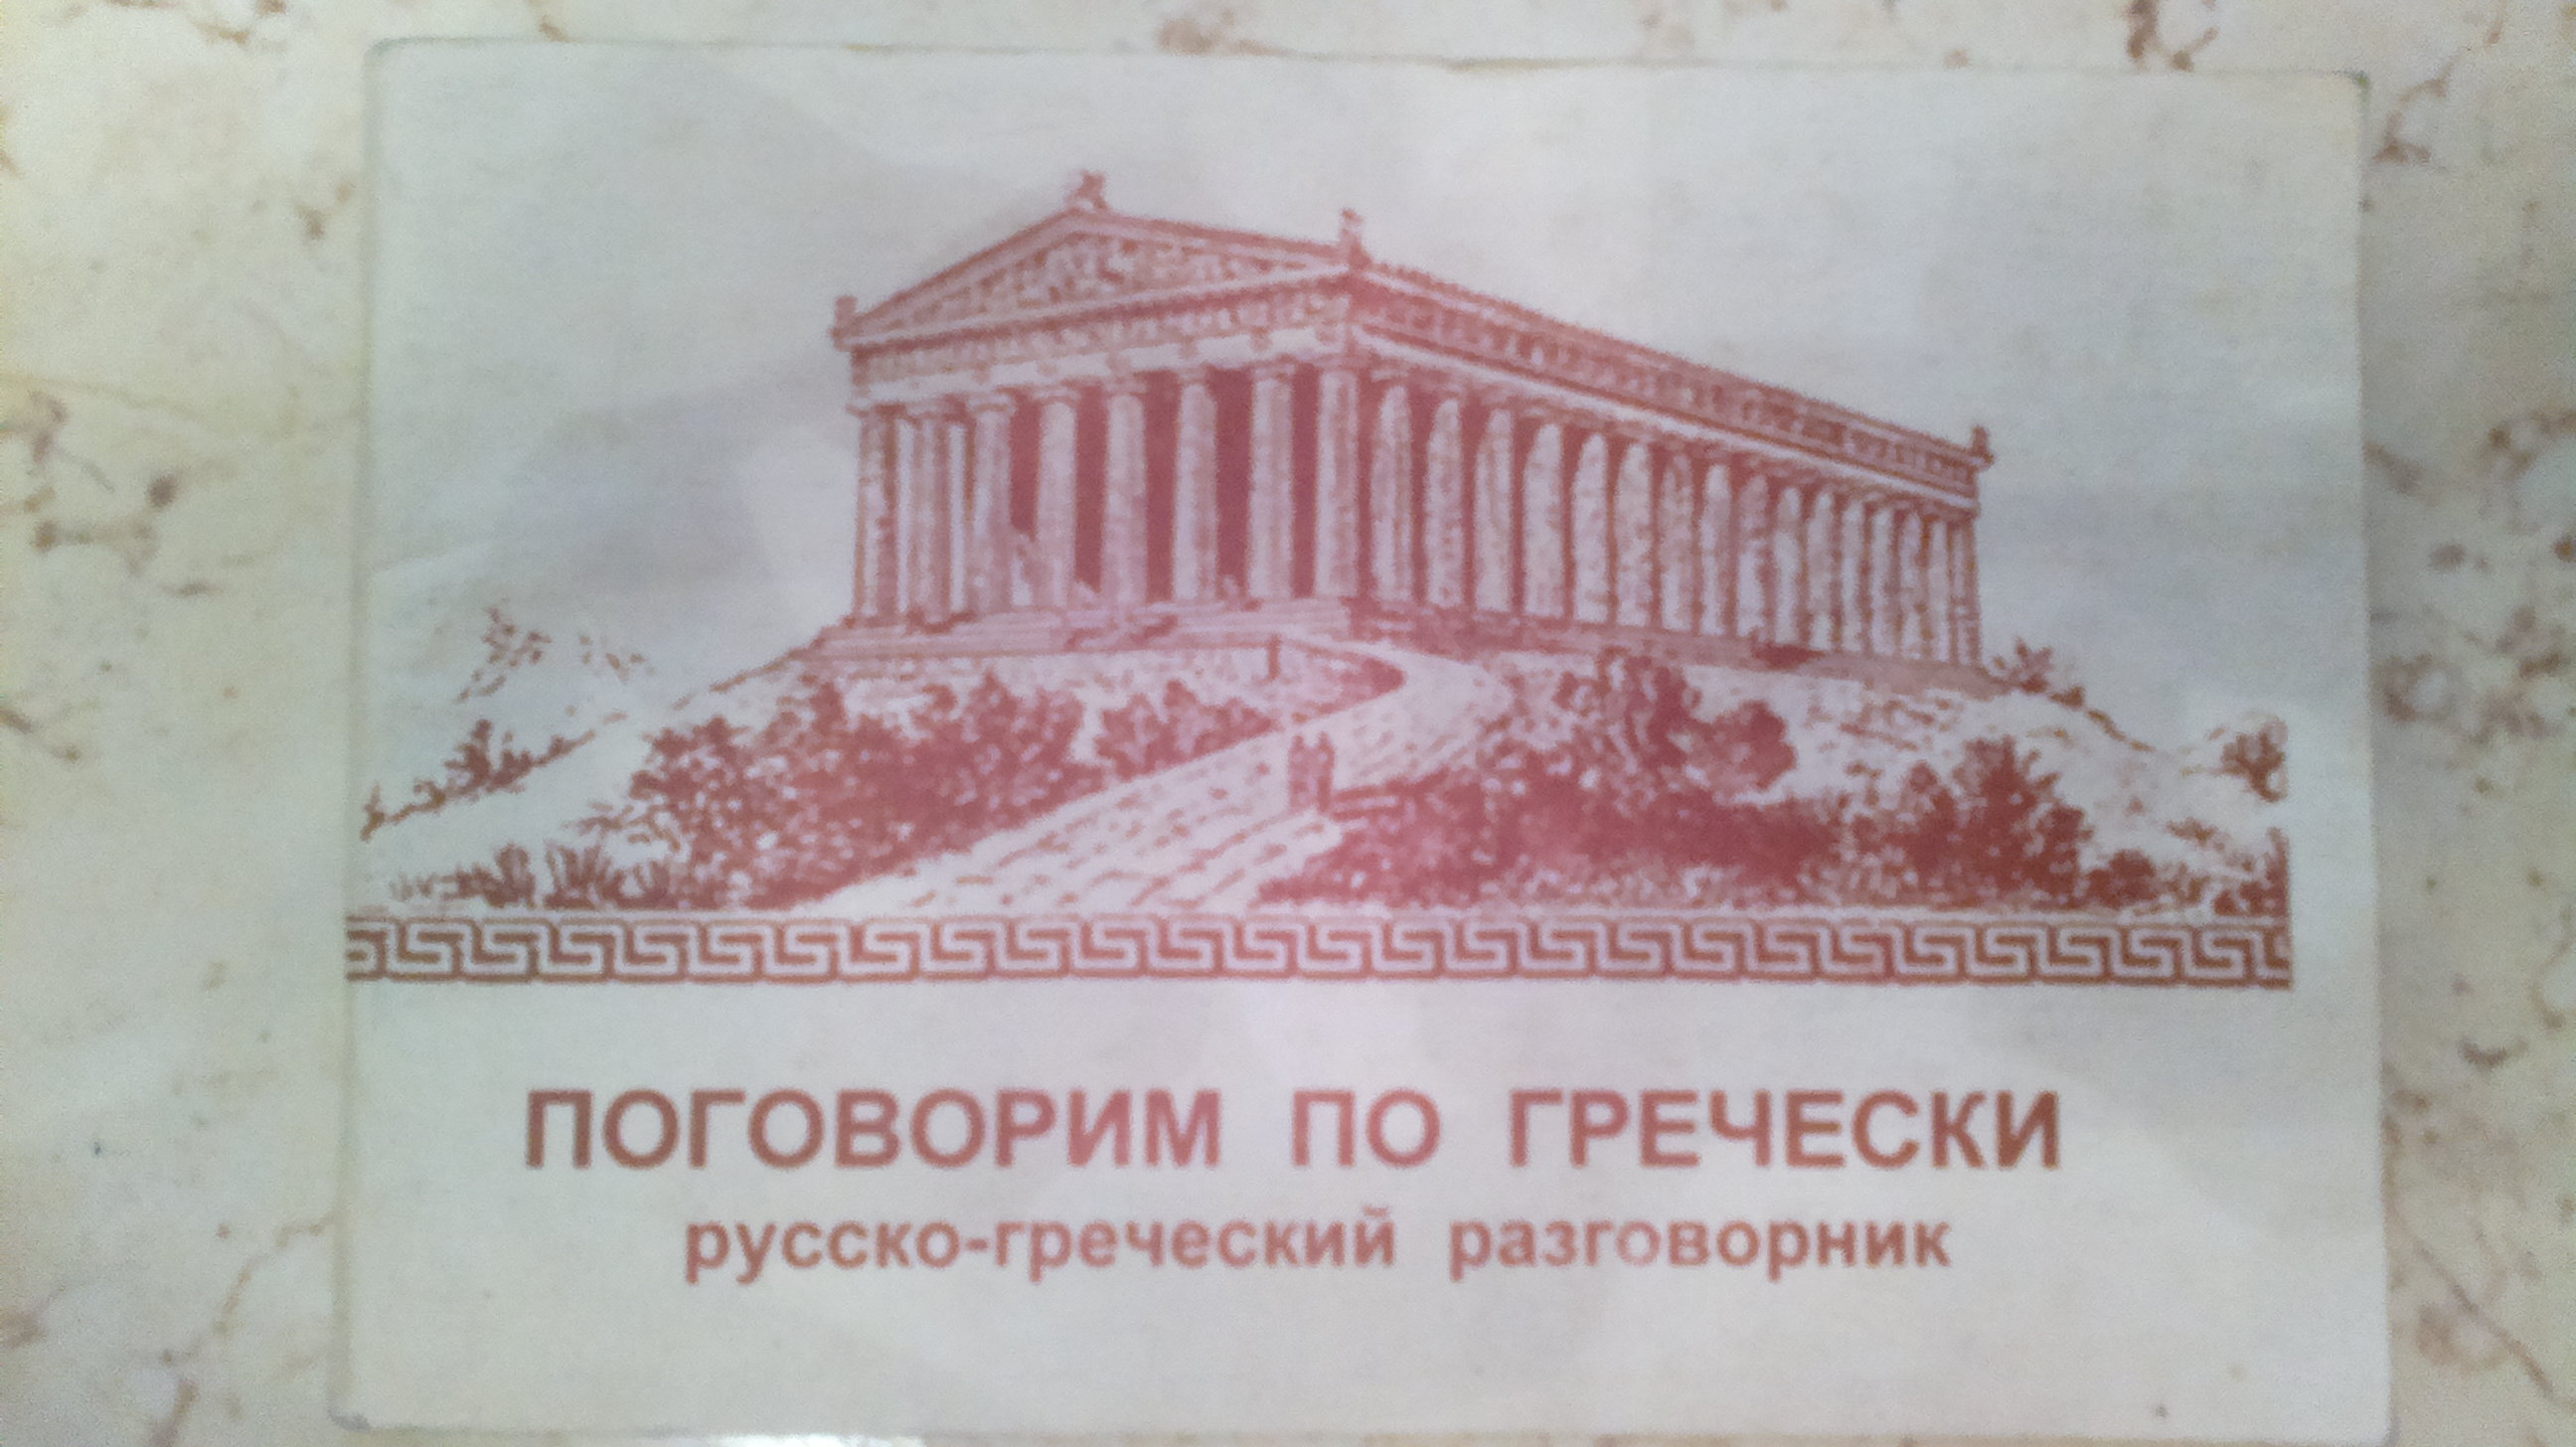 ПОГОВОРИМ ПО ГРЕЧЕСКИ
русско-греческий разговорник